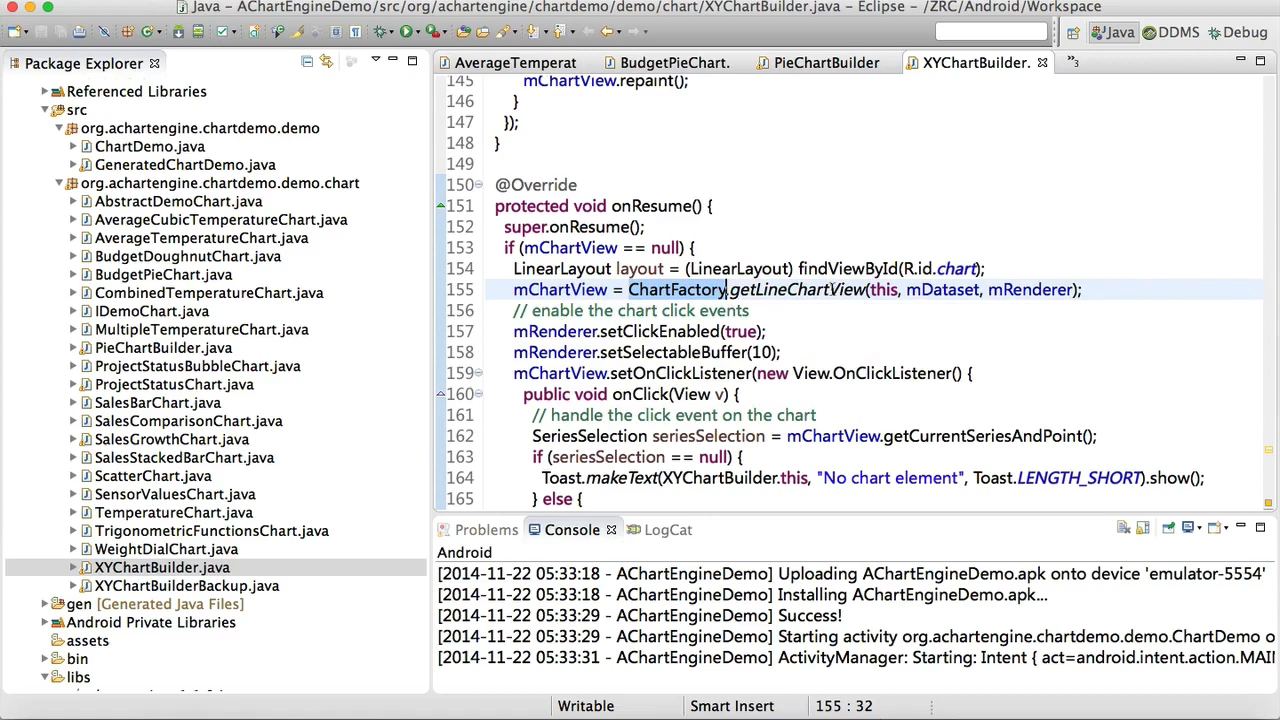 Java - AChartEngineDemo/src/org/achartengine/chartdemo/demo/chart/XYChartBuilder.java - Eclipse - /ZRC/Android/Workspace
Java DDMS Debug
Package Explorer
Referenced Libraries
src
org.achartengine.chartdemo.demo
ChartDemo.java
GeneratedChartDemo.java
org.achartengine.chartdemo.demo.chart
AbstractDemoChart.java
AverageCubicTemperatureChart.java
AverageTemperatureChart.java
BudgetDoughnutChart.java
BudgetPieChart.java
CombinedTemperatureChart.java
IDemoChart.java
MultipleTemperatureChart.java
PieChartBuilder.java
ProjectStatusBubbleChart.java
ProjectStatusChart.java
SalesBarChart.java
SalesComparisonChart.java
SalesGrowthChart.java
SalesStackedBarChart.java
ScatterChart.java
SensorValuesChart.java
TemperatureChart.java
TrigonometricFunctionsChart.java
WeightDialChart.java
XYChartBuilder.java
XYChartBuilderBackup.java
gen [Generated Java Files]
Android Private Libraries
assets
bin
libs
AverageTemperat BudgetPieChart. PieChartBuilder XYChartBuilder. »3
145 mChartView.repaint();
146 }
147 });
148 }
149
150 @Override
151 protected void onResume() {
152 super.onResume();
153 if (mChartView == null) {
154 LinearLayout layout = (LinearLayout) findViewById(R.id.chart);
155 mChartView = ChartFactory.getLineChartView(this, mDataset, mRenderer);
156 // enable the chart click events
157 mRenderer.setClickEnabled(true);
158 mRenderer.setSelectableBuffer(10);
159 mChartView.setOnClickListener(new View.OnClickListener() {
160 public void onClick(View v) {
161 // handle the click event on the chart
162 SeriesSelection seriesSelection = mChartView.getCurrentSeriesAndPoint();
163 if (seriesSelection == null) {
164 Toast.makeText(XYChartBuilder.this, "No chart element", Toast.LENGTH_SHORT).show();
165 } else {
Problems Console LogCat
Android
[2014-11-22 05:33:18 - AChartEngineDemo] Uploading AChartEngineDemo.apk onto device 'emulator-5554'
[2014-11-22 05:33:18 - AChartEngineDemo] Installing AChartEngineDemo.apk...
[2014-11-22 05:33:29 - AChartEngineDemo] Success!
[2014-11-22 05:33:29 - AChartEngineDemo] Starting activity org.achartengine.chartdemo.demo.ChartDemo o
[2014-11-22 05:33:31 - AChartEngineDemo] ActivityManager: Starting: Intent { act=android.intent.action.MAI
Writable Smart Insert 155 : 32